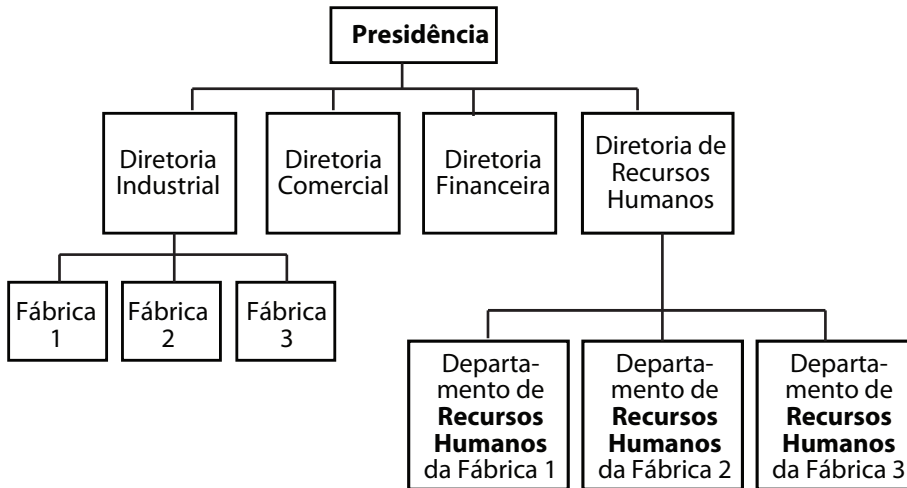 Presidência
Diretoria
Industrial
Diretoria
Comercial
Diretoria
Financeira
Diretoria de
Recursos
Humanos
Fábrica
1
Fábrica
2
Fábrica
3
Departa-
mento de
Recursos
Humanos
da Fábrica 1
Departa-
mento de
Recursos
Humanos
da Fábrica 2
Departa-
mento de
Recursos
Humanos
da Fábrica 3